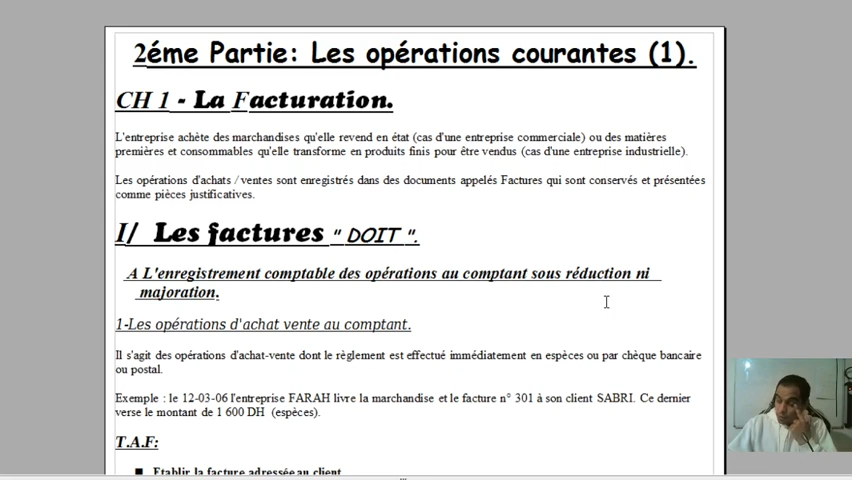 2éme Partie: Les opérations courantes (1).
CH 1 - La Facturation.
L'entreprise achète des marchandises qu'elle revend en état (cas d'une entreprise commerciale) ou des matières
premières et consommables qu'elle transforme en produits finis pour être vendus (cas d'une entreprise industrielle).
Les opérations d'achats / ventes sont enregistrés dans des documents appelés Factures qui sont conservés et présentées
comme pièces justificatives.
I/ Les factures " DOIT ".
A L'enregistrement comptable des opérations au comptant sous réduction ni
majoration.
1-Les opérations d'achat vente au comptant.
Il s'agit des opérations d'achat-vente dont le règlement est effectué immédiatement en espèces ou par chèque bancaire
ou postal.
Exemple : le 12-03-06 l'entreprise FARAH livre la marchandise et le facture n° 301 à son client SABRI. Ce dernier
verse le montant de 1 600 DH (espèces).
T.A.F:
■ Etablir la facture adressée au client